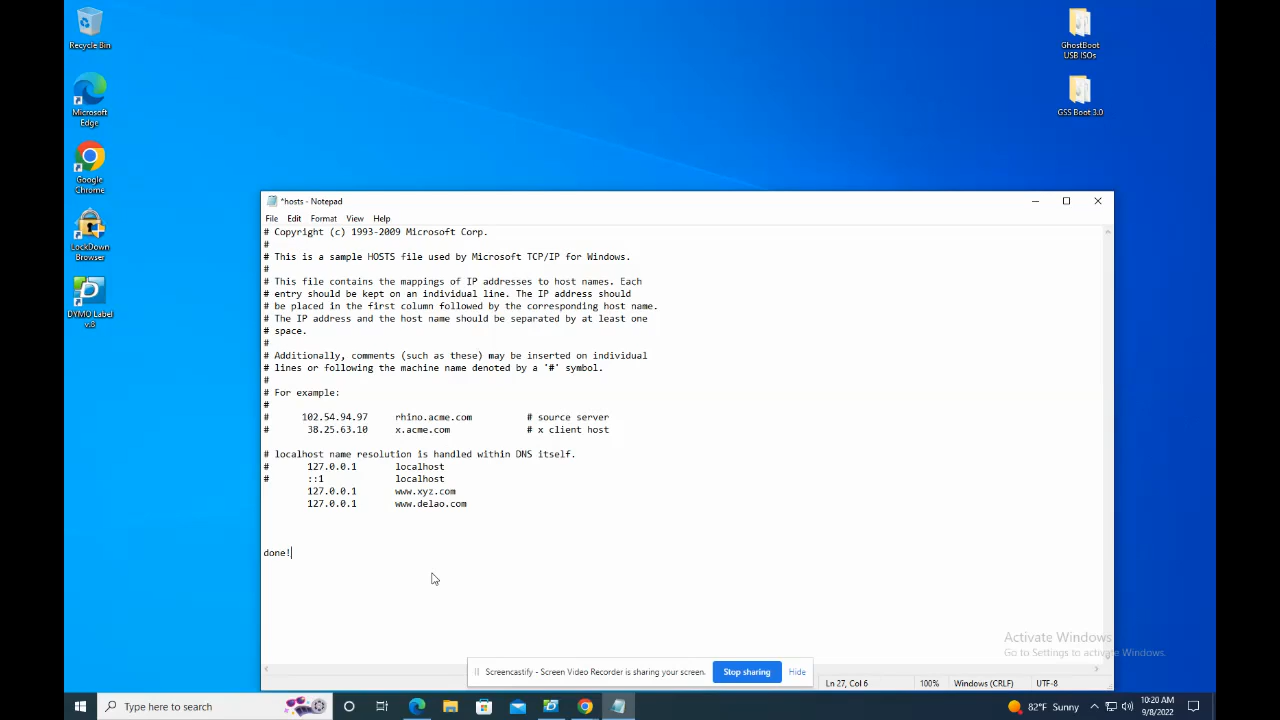 Recycle Bin
Microsoft
Edge
Google
Chrome
LockDown
Browser
DYMO Label
v.8
GhostBoot
USB ISOs
GSS Boot 3.0
*hosts - Notepad
File Edit Format View Help
# Copyright (c) 1993-2009 Microsoft Corp.
#
# This is a sample HOSTS file used by Microsoft TCP/IP for Windows.
#
# This file contains the mappings of IP addresses to host names. Each
# entry should be kept on an individual line. The IP address should
# be placed in the first column followed by the corresponding host name.
# The IP address and the host name should be separated by at least one
# space.
#
# Additionally, comments (such as these) may be inserted on individual
# lines or following the machine name denoted by a '#' symbol.
#
# For example:
#
# 102.54.94.97 rhino.acme.com # source server
# 38.25.63.10 x.acme.com # x client host
# localhost name resolution is handled within DNS itself.
# 127.0.0.1 localhost
# ::1 localhost
127.0.0.1 www.xyz.com
127.0.0.1 www.delao.com
done!
Activate Windows
Go to Settings to activate Windows.
Screencastify - Screen Video Recorder is sharing your screen. Stop sharing Hide
Ln 27, Col 6 100% Windows (CRLF) UTF-8
Type here to search
82°F Sunny
10:20 AM
9/8/2022